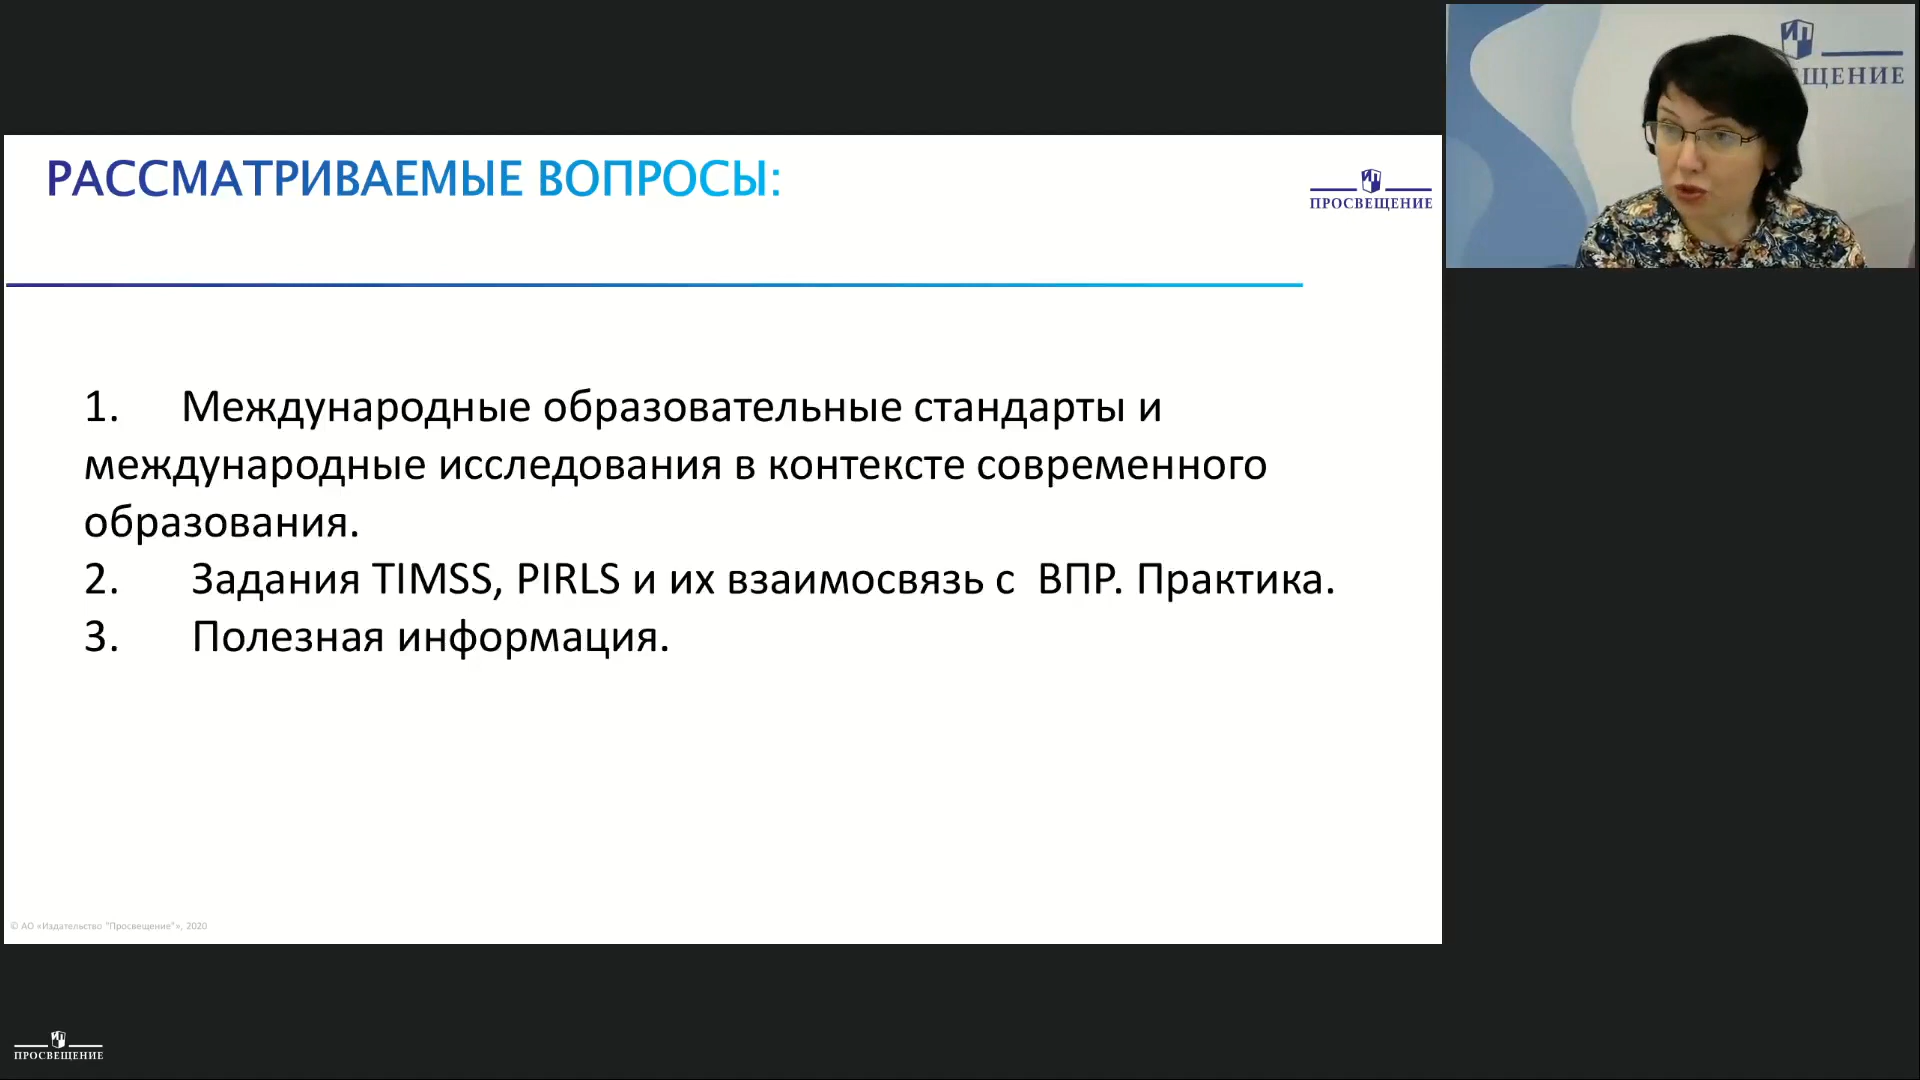 ЩЕНИЕ
РАССМАТРИВАЕМЫЕ ВОПРОСЫ:
ПРОСВЕЩЕНИЕ
1. Международные образовательные стандарты и
международные исследования в контексте современного
образования.
2. Задания TIMSS, PIRLS и их взаимосвязь с ВПР. Практика.
3. Полезная информация.
© АО «Издательство "Просвещение"», 2020
ПРОСВЕЩЕНИЕ